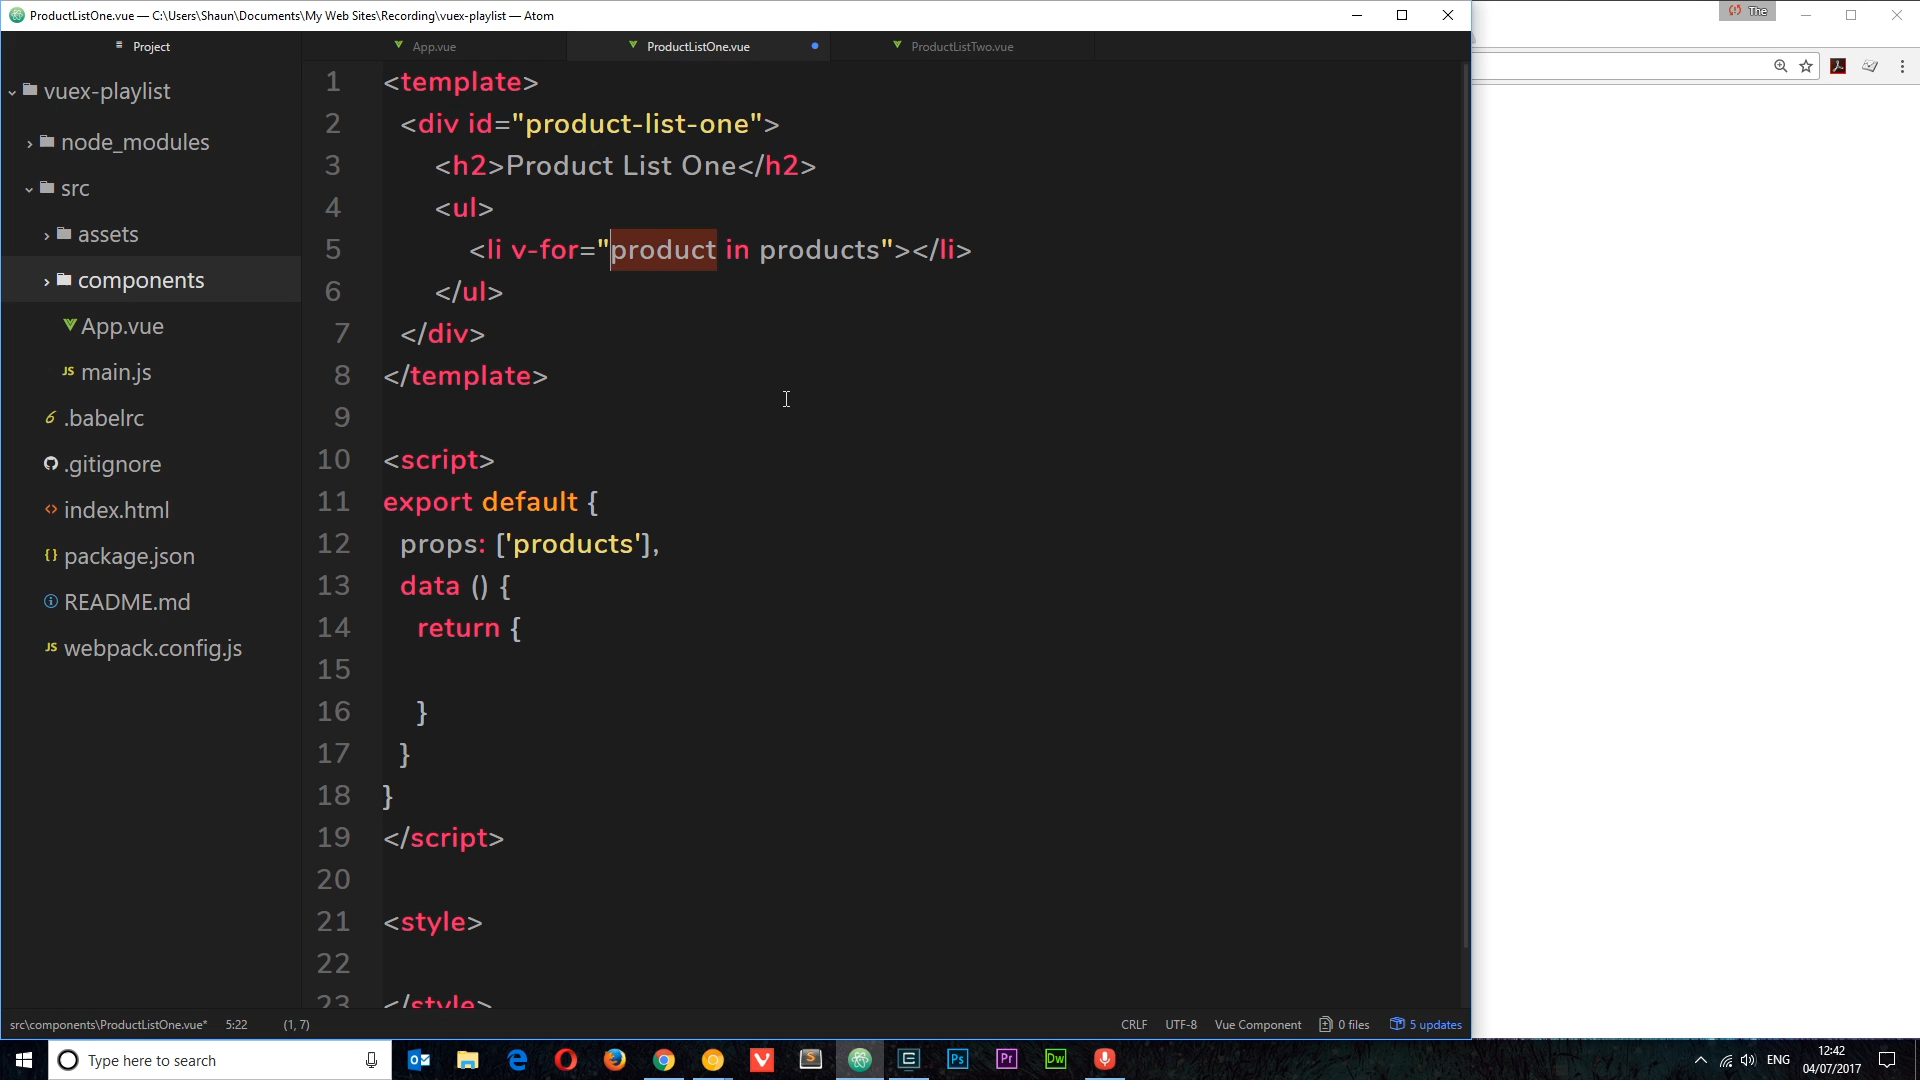 ProductListOne.vue — C:\Users\Shaun\Documents\My Web Sites\Recording\vuex-playlist — Atom
The
Project
App.vue
ProductListOne.vue
ProductListTwo.vue
vuex-playlist
node_modules
src
assets
components
App.vue
main.js
.babelrc
.gitignore
index.html
package.json
README.md
webpack.config.js
1 <template>
2 <div id="product-list-one">
3 <h2>Product List One</h2>
4 <ul>
5 <li v-for="product in products"></li>
6 </ul>
7 </div>
8 </template>
9
10 <script>
11 export default {
12 props: ['products'],
13 data () {
14 return {
15
16 }
17 }
18 }
19 </script>
20
21 <style>
22
23 </style>
src\components\ProductListOne.vue* 5:22 (1, 7)
CRLF UTF-8 Vue Component 0 files 5 updates
Type here to search
ENG
12:42
04/07/2017